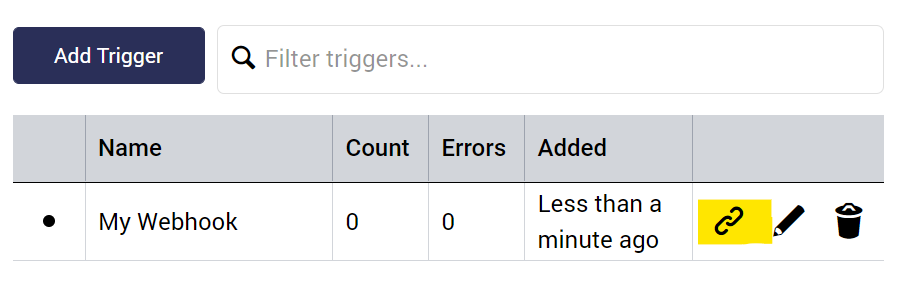 Add Trigger
Filter triggers...
Name Count Errors Added
My Webhook 0 0 Less than a
minute ago